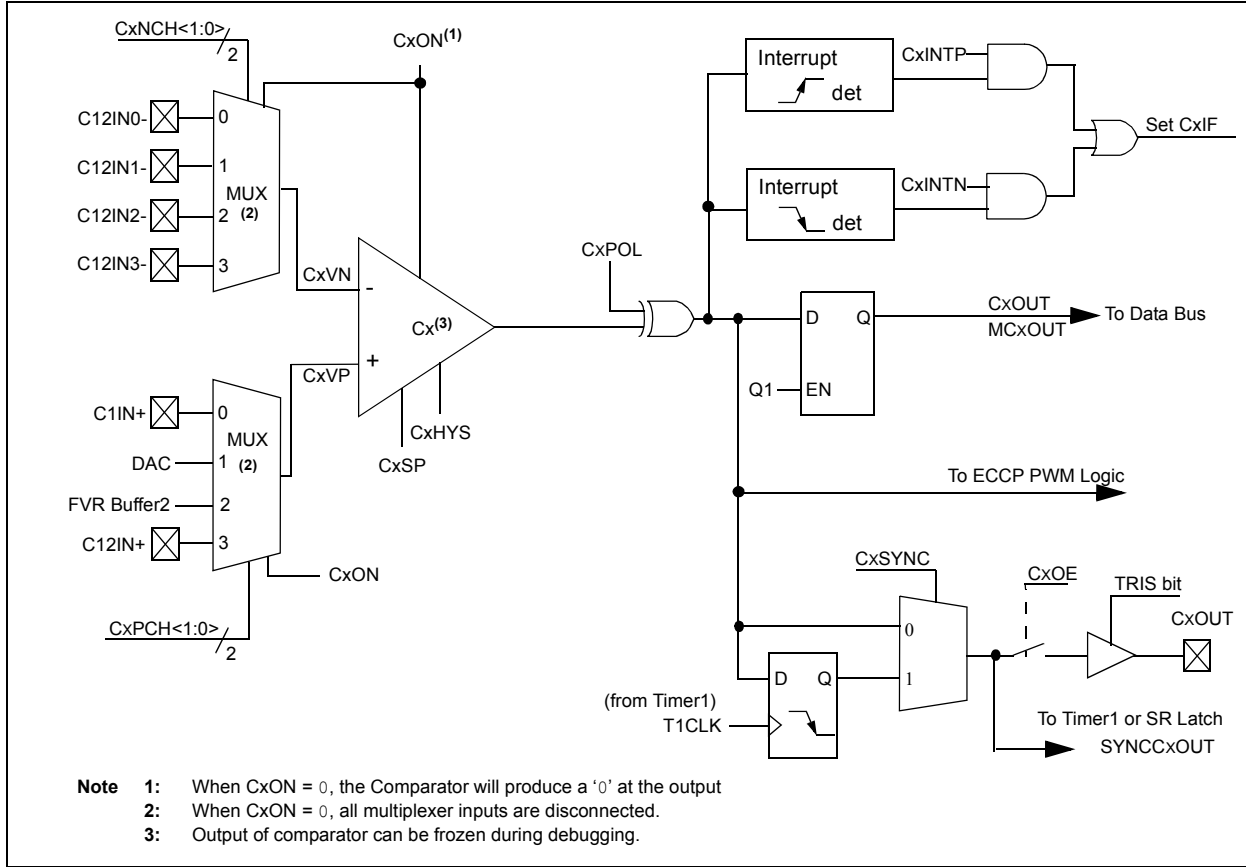 CxNCH<1:0>
2
CxON(1)
C12IN0-
C12IN1-
C12IN2-
C12IN3-
0
1
2
3
MUX
(2)
CxVN
-
Cx(3)
+
CxVP
CxHYS
CxSP
C1IN+
DAC
FVR Buffer2
C12IN+
0
1
2
3
MUX
(2)
CxON
CxPCH<1:0>
2
CxPOL
Interrupt
det
CxINTP
Interrupt
det
CxINTN
Set CxIF
D
Q
Q1
EN
CxOUT
MCxOUT
To Data Bus
To ECCP PWM Logic
CxSYNC
0
1
D
Q
(from Timer1)
T1CLK
CxOE
TRIS bit
CxOUT
To Timer1 or SR Latch
SYNCCxOUT
Note 1: When CxON = 0, the Comparator will produce a ‘0’ at the output
2: When CxON = 0, all multiplexer inputs are disconnected.
3: Output of comparator can be frozen during debugging.